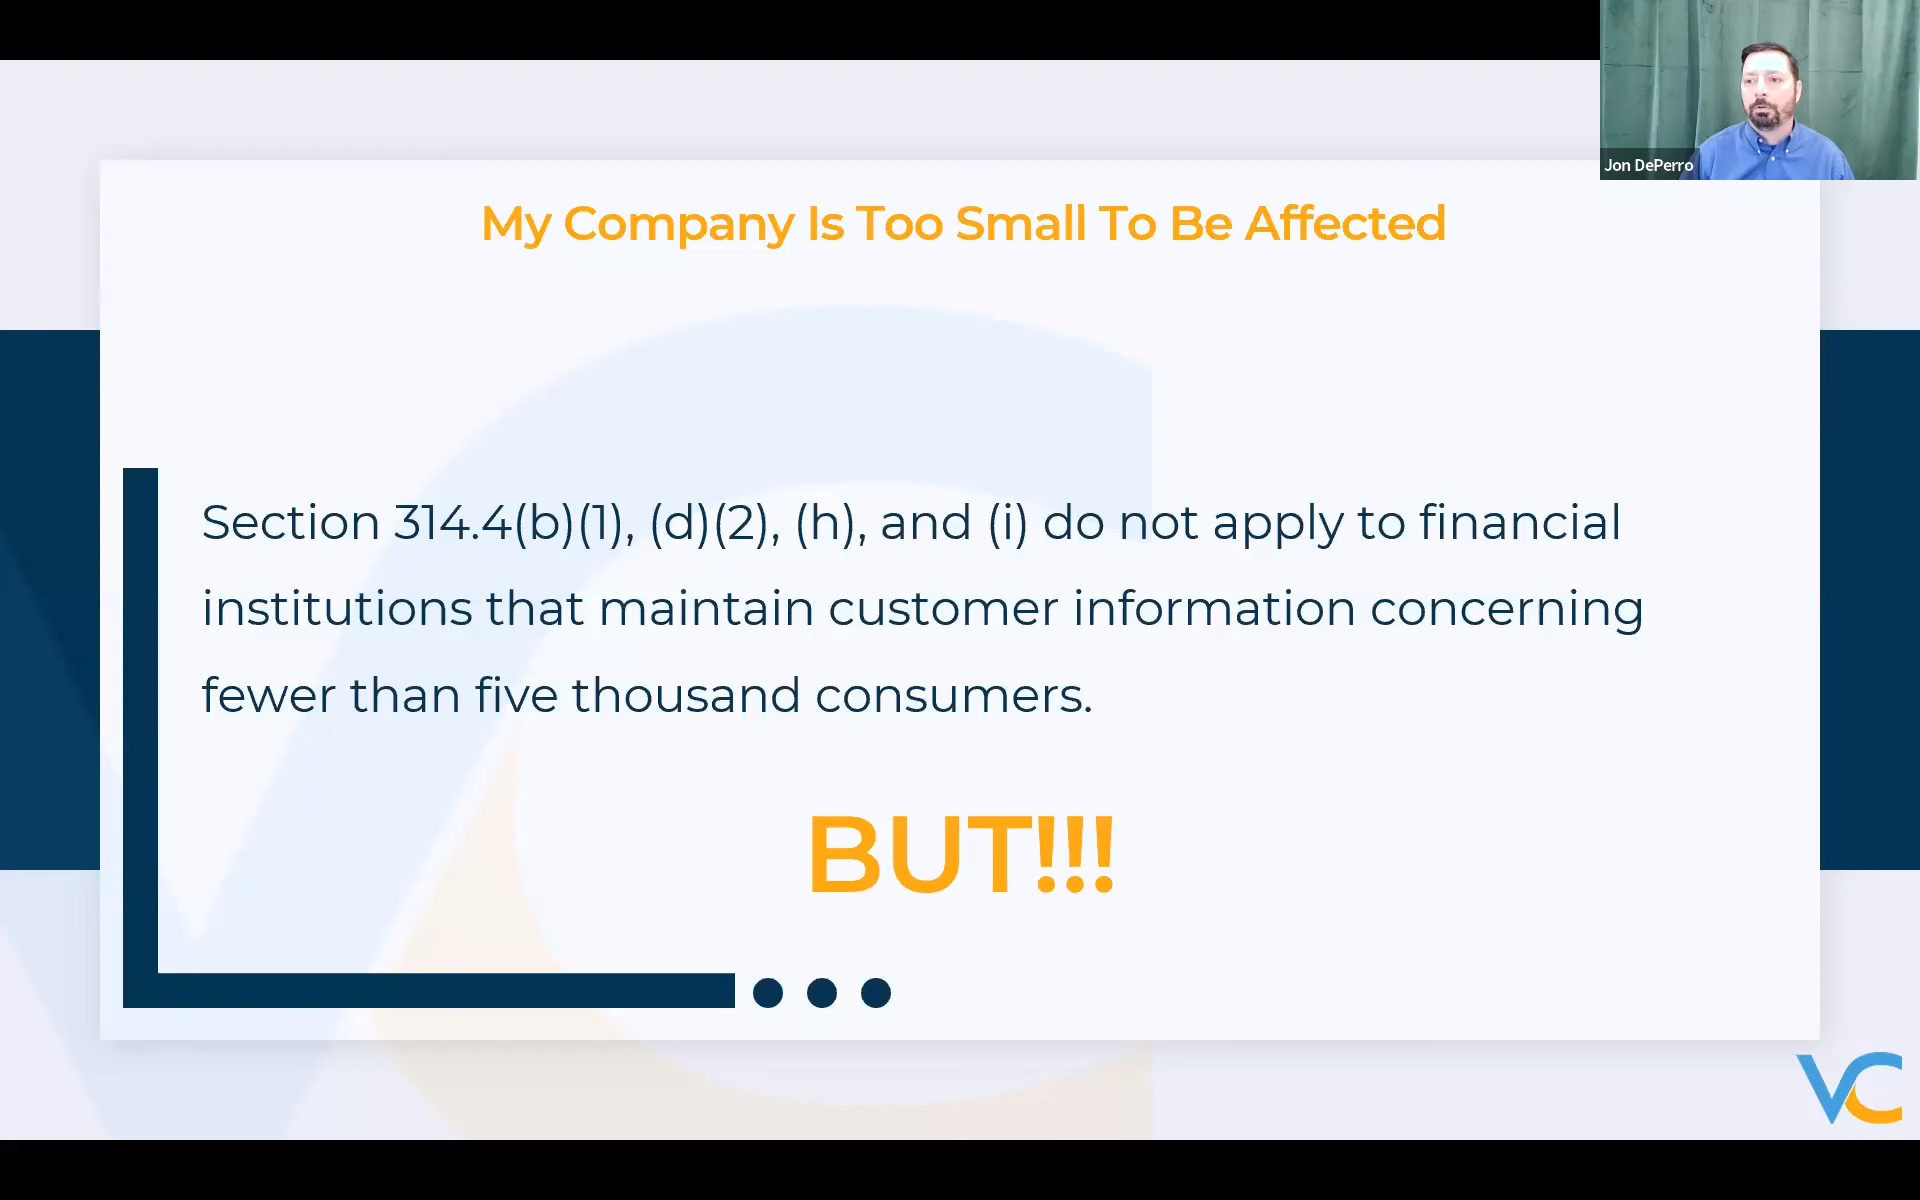 Jon DePerro
My Company Is Too Small To Be Affected
Section 314.4(b)(1), (d)(2), (h), and (i) do not apply to financial
institutions that maintain customer information concerning
fewer than five thousand consumers.
BUT!!!
VC